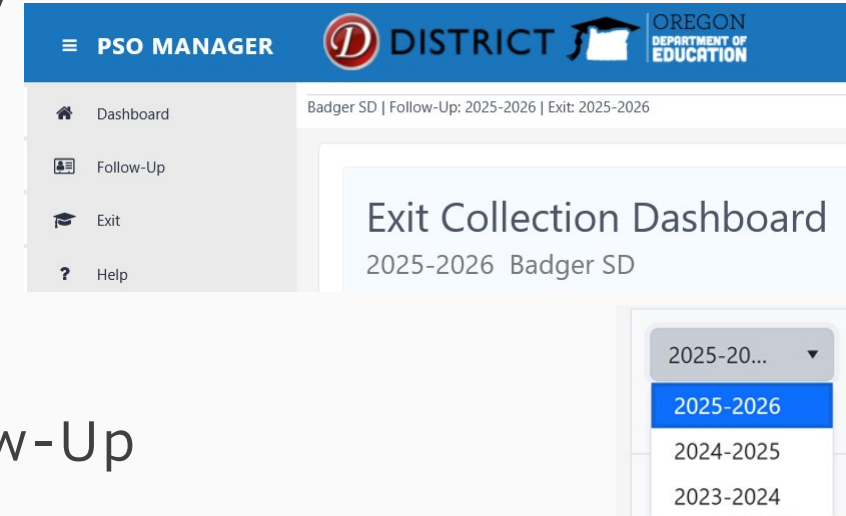 ≡ PSO MANAGER
DISTRICT
OREGON
DEPARTMENT OF
EDUCATION
Dashboard
Follow-Up
Exit
? Help
Badger SD | Follow-Up: 2025-2026 | Exit: 2025-2026
Exit Collection Dashboard
2025-2026 Badger SD
2025-20...
2025-2026
2024-2025
2023-2024
w-Up